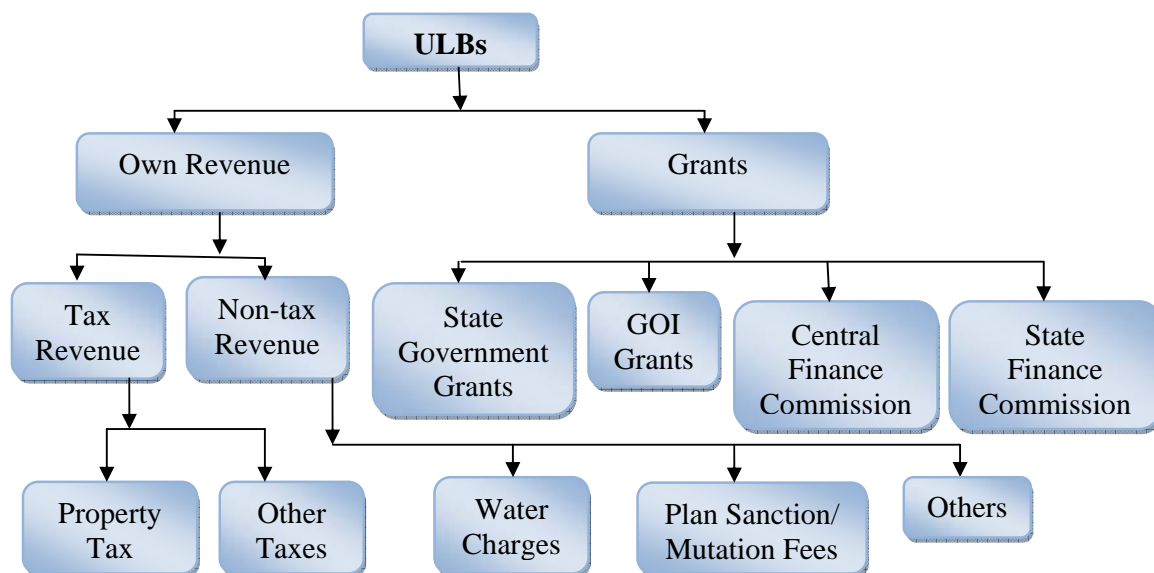 ULBs
Own Revenue
Grants
Tax
Revenue
Non-tax
Revenue
State
Government
Grants
GOI
Grants
Central
Finance
Commission
State
Finance
Commission
Property
Tax
Other
Taxes
Water
Charges
Plan Sanction/
Mutation Fees
Others